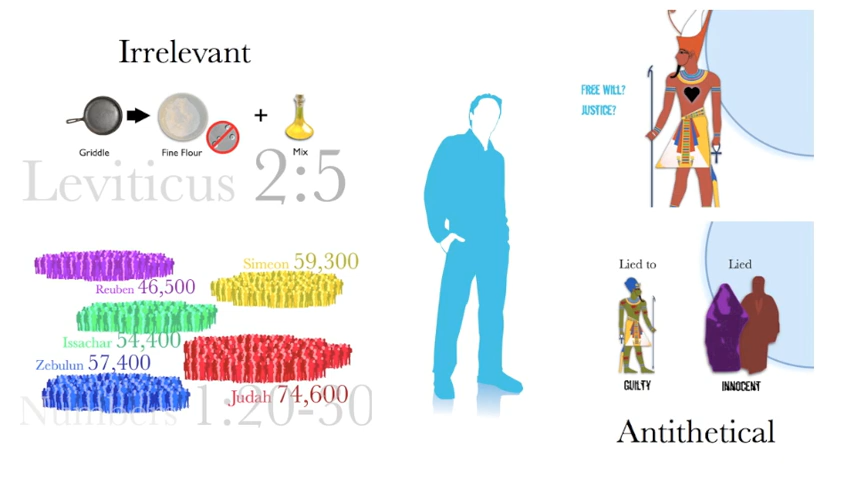 Irrelevant
Griddle
Fine Flour
+
Mix
Leviticus 2:5
Simeon 59,300
Reuben 46,500
Issachar 54,400
Zebulun 57,400
Judah 74,600
Numbers 1:20-30
FREE WILL?
JUSTICE?
Lied to
Lied
GUILTY
INNOCENT
Antithetical